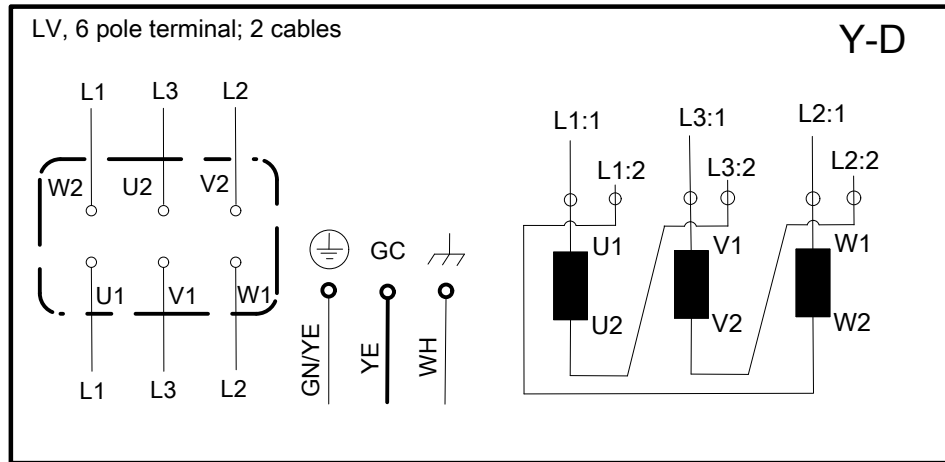 LV, 6 pole terminal; 2 cables
Y-D
L1 L3 L2
W2 U2 V2
U1 V1 W1
L1 L3 L2
GC
GN/YE
YE
WH
L1:1 L3:1 L2:1
L1:2 L3:2 L2:2
U1 V1 W1
U2 V2 W2